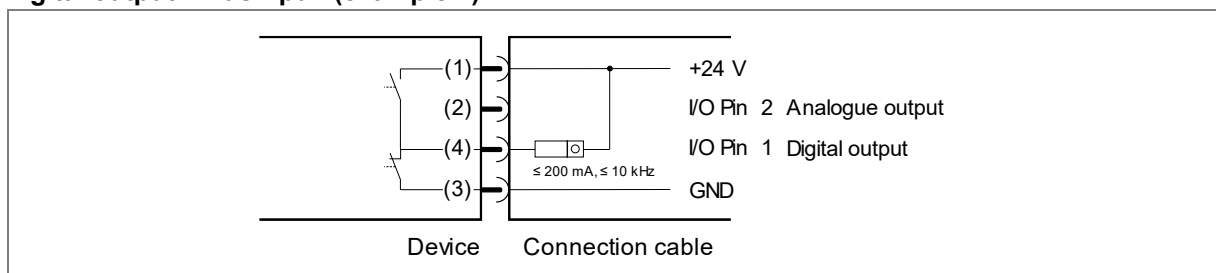 (1) +24 V
(2) I/O Pin 2 Analogue output
(4) I/O Pin 1 Digital output
≤ 200 mA, ≤ 10 kHz
(3) GND
Device Connection cable